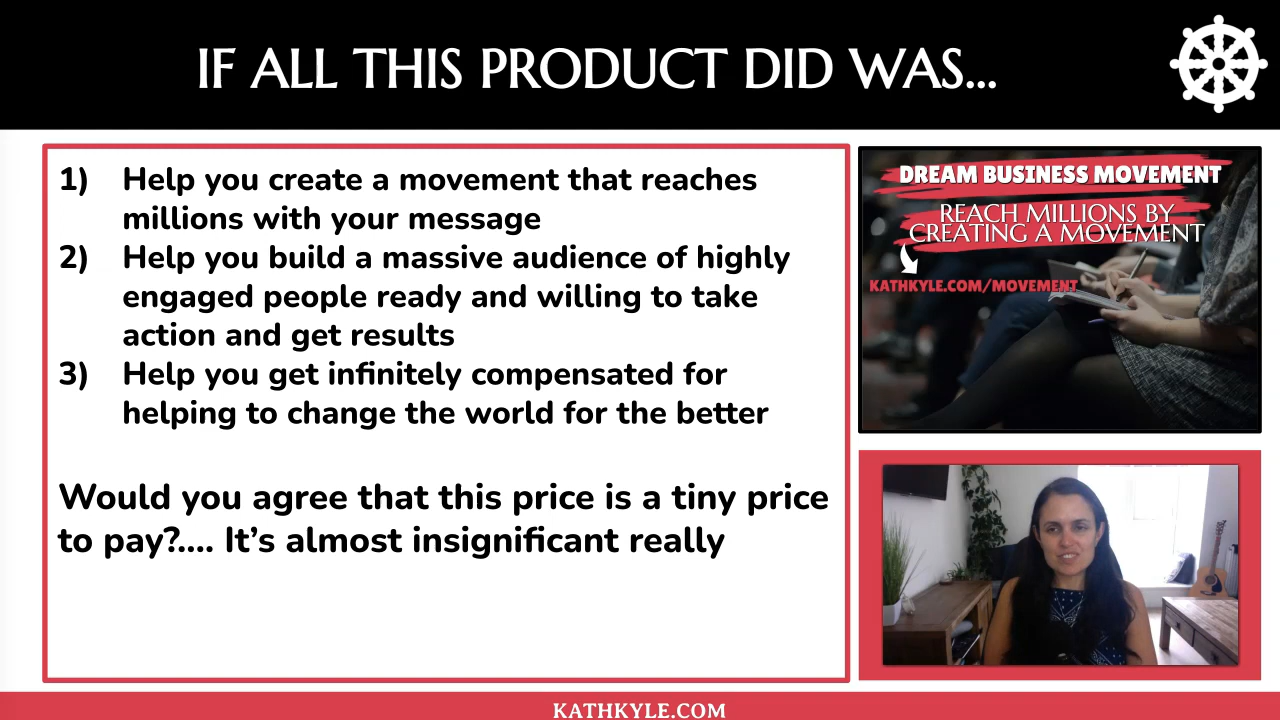 IF ALL THIS PRODUCT DID WAS...
1) Help you create a movement that reaches
millions with your message
2) Help you build a massive audience of highly
engaged people ready and willing to take
action and get results
3) Help you get infinitely compensated for
helping to change the world for the better
Would you agree that this price is a tiny price
to pay?.... It's almost insignificant really
DREAM BUSINESS MOVEMENT
REACH MILLIONS BY
CREATING A MOVEMENT
KATHKYLE.COM/MOVEMENT
KATHKYLE.COM